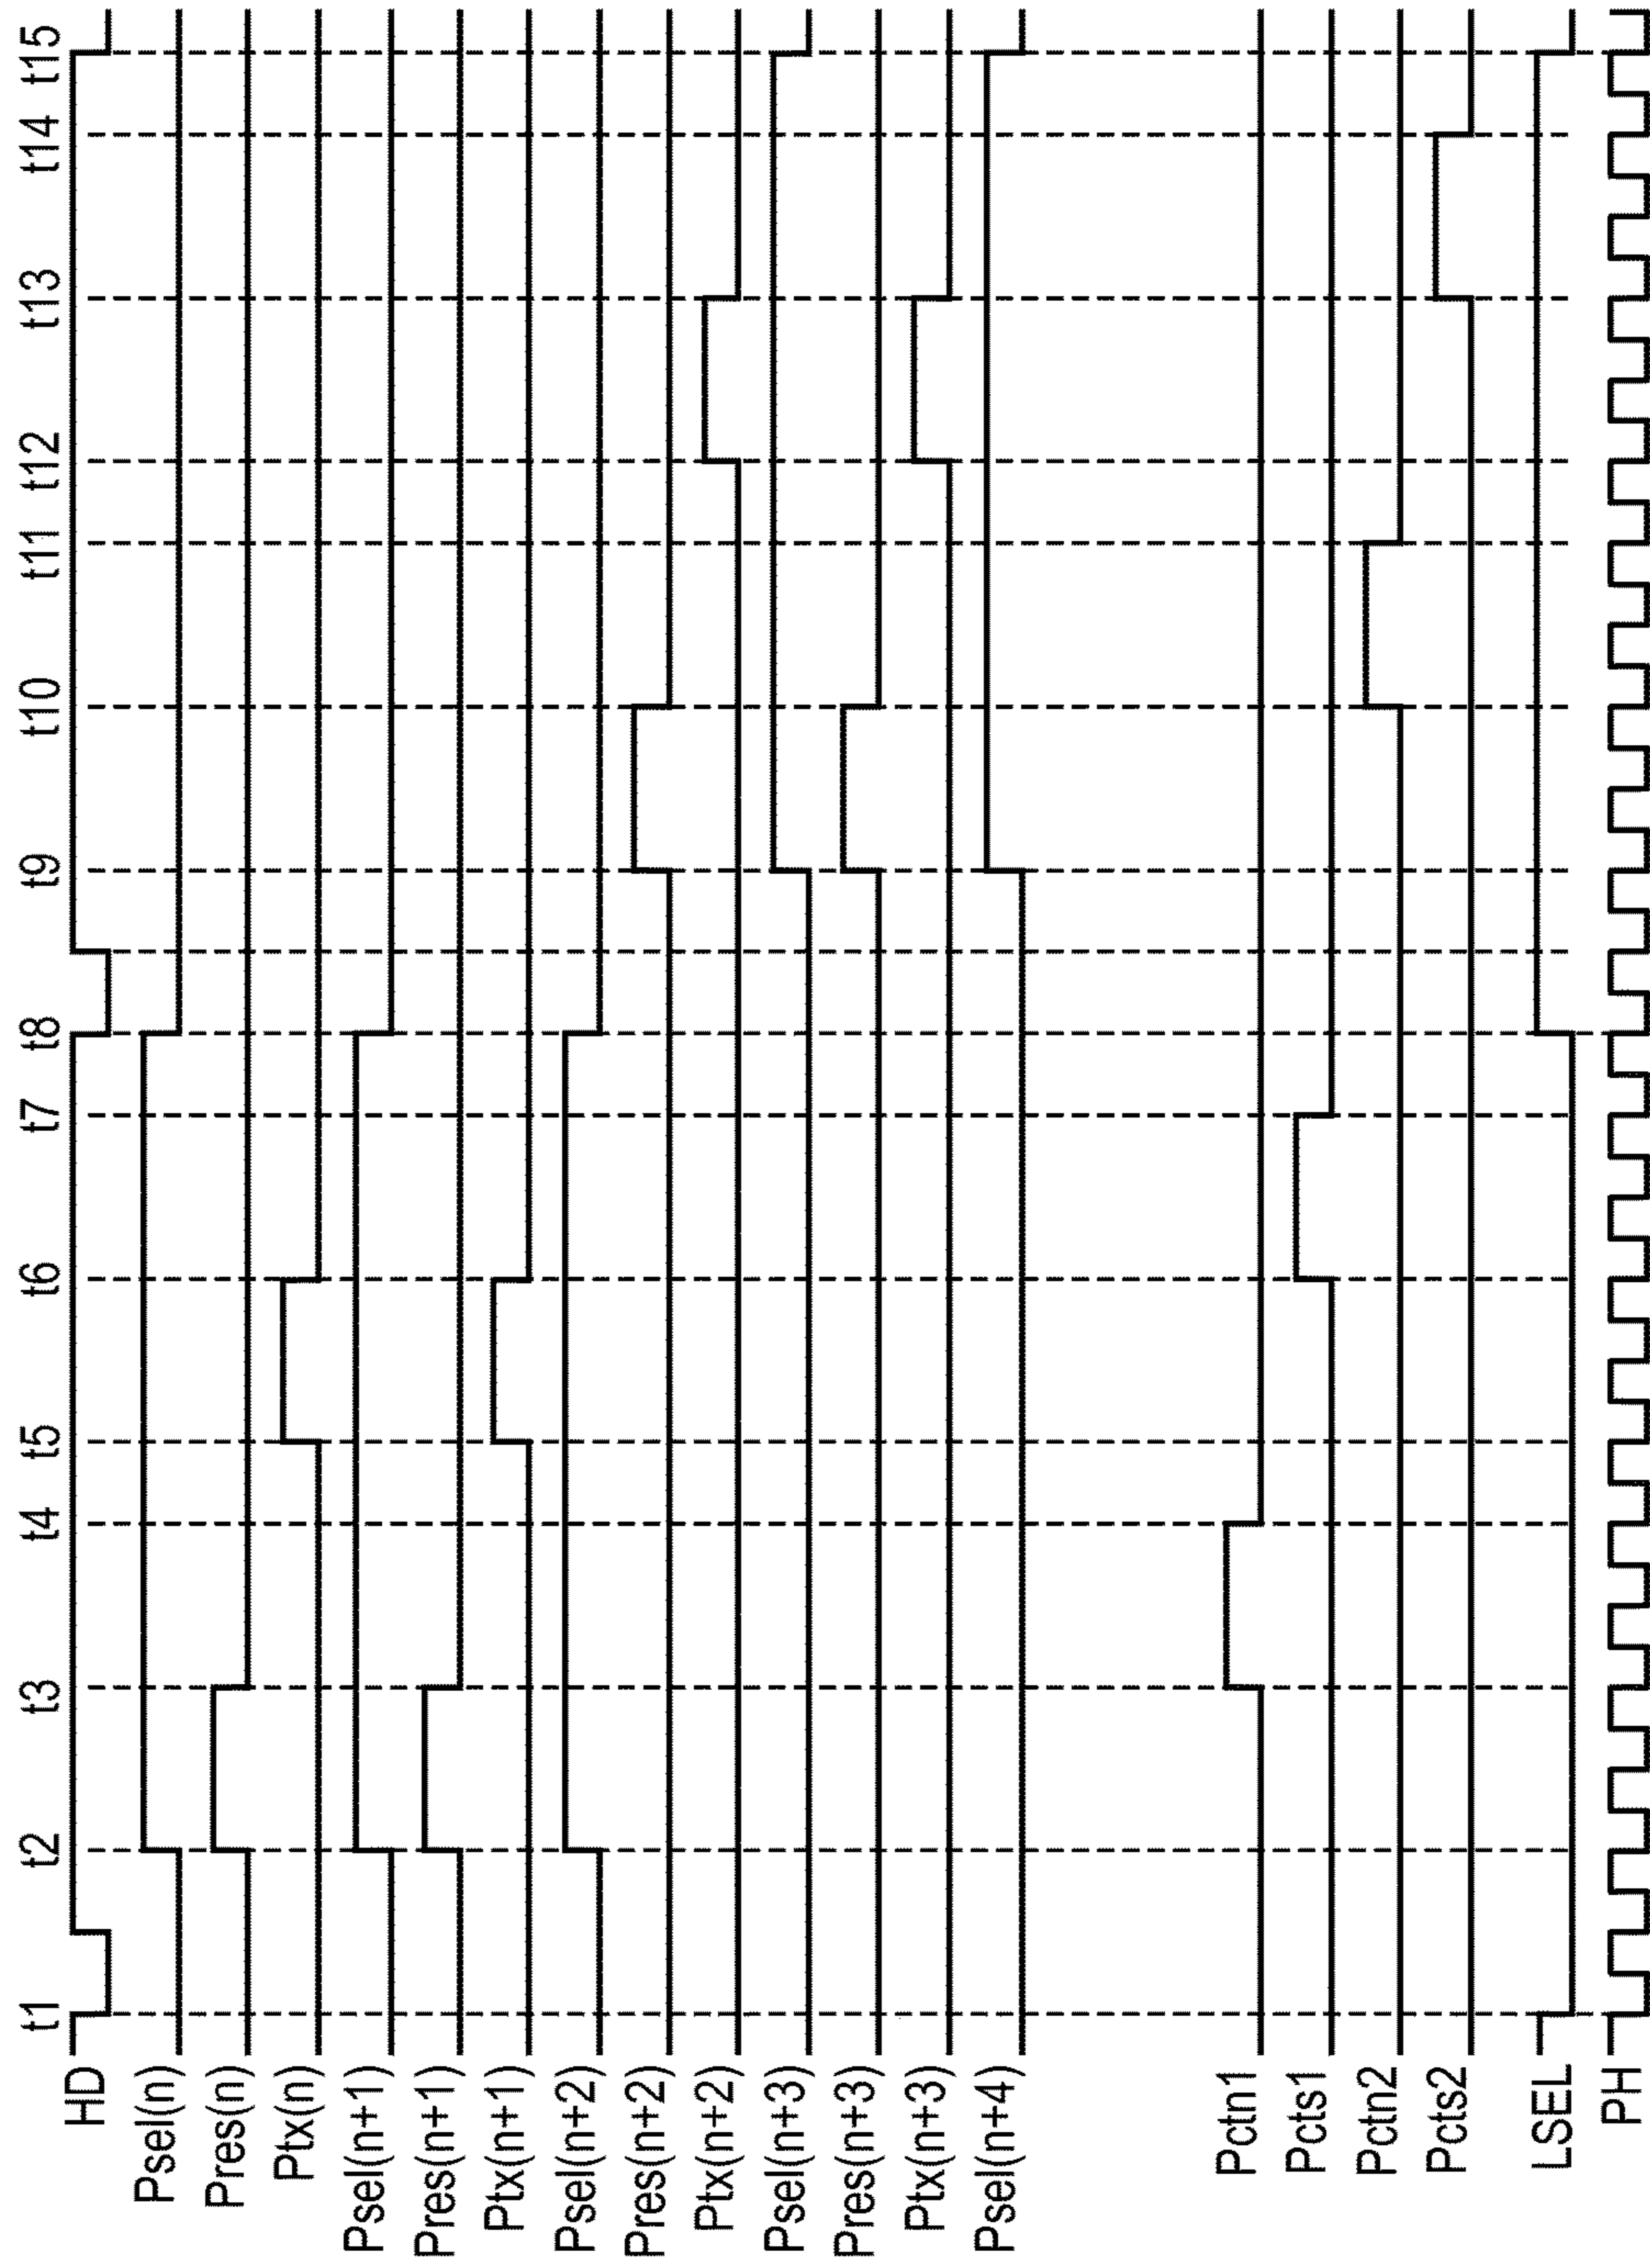 t1 t2 t3 t4 t5 t6 t7 t8 t9 t10 t11 t12 t13 t14 t15
HD
Psel(n)
Pres(n)
Ptx(n)
Psel(n+1)
Pres(n+1)
Ptx(n+1)
Psel(n+2)
Pres(n+2)
Ptx(n+2)
Psel(n+3)
Pres(n+3)
Ptx(n+3)
Psel(n+4)
Pctn1
Pcts1
Pctn2
Pcts2
LSEL
PH